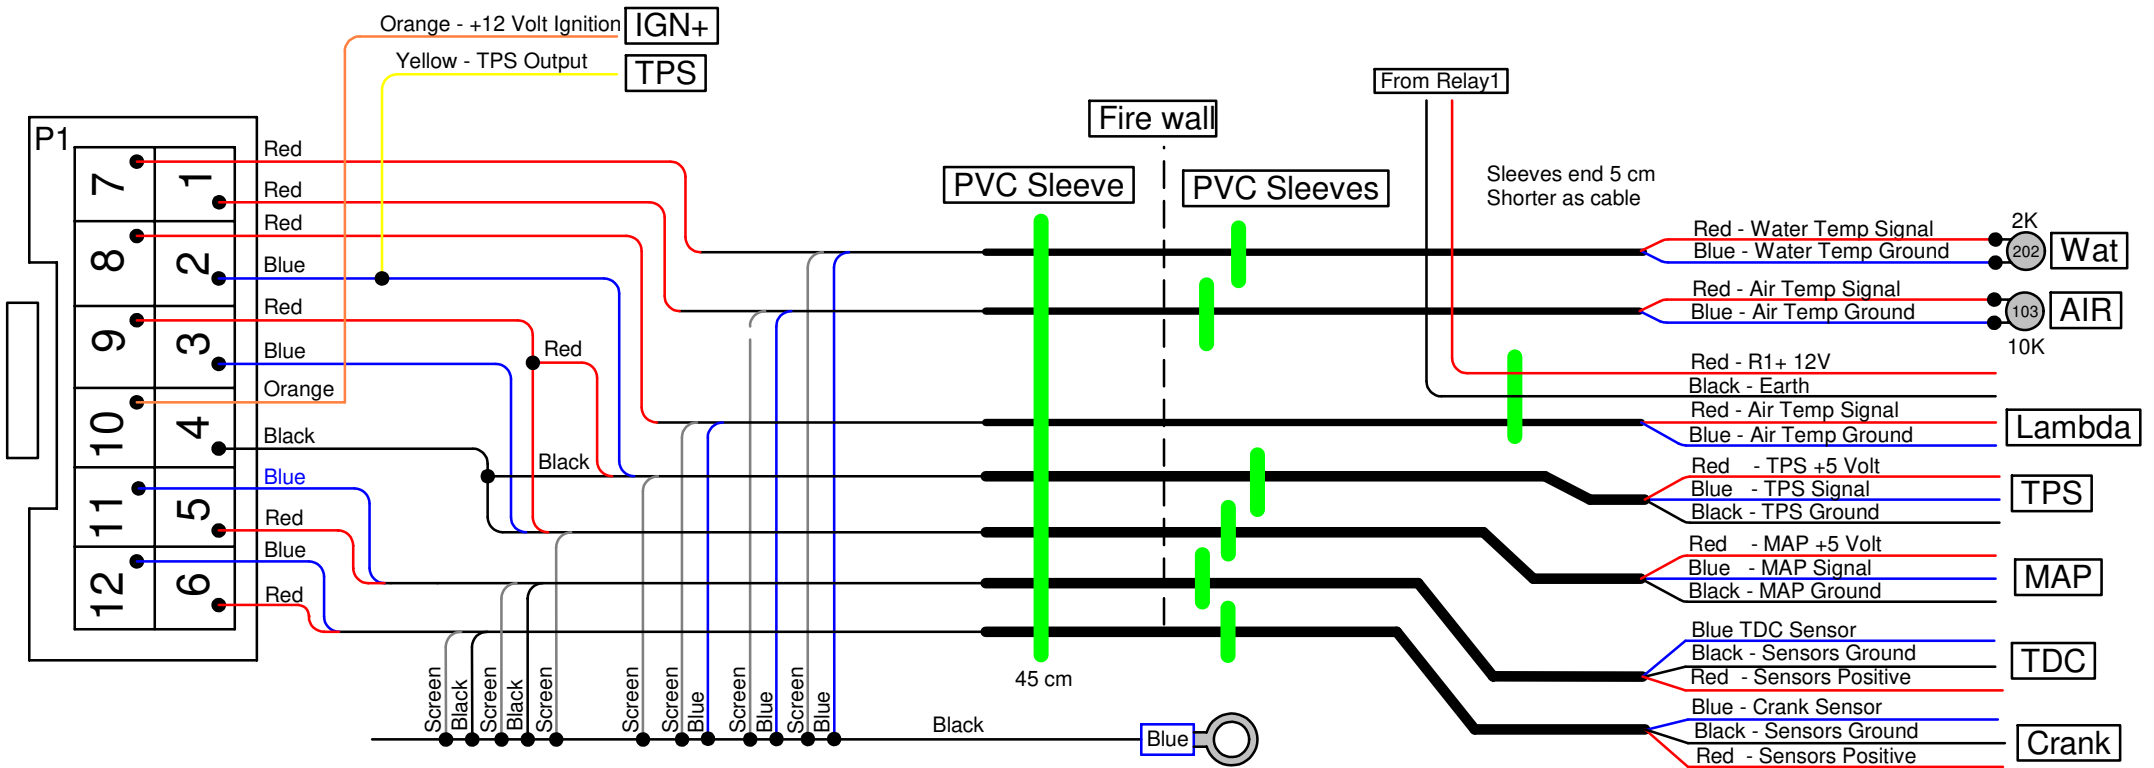 Orange - +12 Volt Ignition
IGN+
Yellow - TPS Output
TPS
From Relay1
Fire wall
P1
7
1
8
2
9
3
10
4
11
5
12
6
Red
Red
Red
Blue
Red
Blue
Orange
Black
Blue
Red
Blue
Red
Red
Black
PVC Sleeve
PVC Sleeves
Sleeves end 5 cm
Shorter as cable
45 cm
Red - Water Temp Signal
Blue - Water Temp Ground
2K
202
Wat
Red - Air Temp Signal
Blue - Air Temp Ground
103
10K
AIR
Red - R1+ 12V
Black - Earth
Red - Air Temp Signal
Blue - Air Temp Ground
Lambda
Red - TPS +5 Volt
Blue - TPS Signal
Black - TPS Ground
TPS
Red - MAP +5 Volt
Blue - MAP Signal
Black - MAP Ground
MAP
Blue TDC Sensor
Black - Sensors Ground
Red - Sensors Positive
TDC
Blue - Crank Sensor
Black - Sensors Ground
Red - Sensors Positive
Crank
Screen
Black
Screen
Black
Screen
Screen
Screen
Blue
Screen
Blue
Screen
Blue
Black
Blue